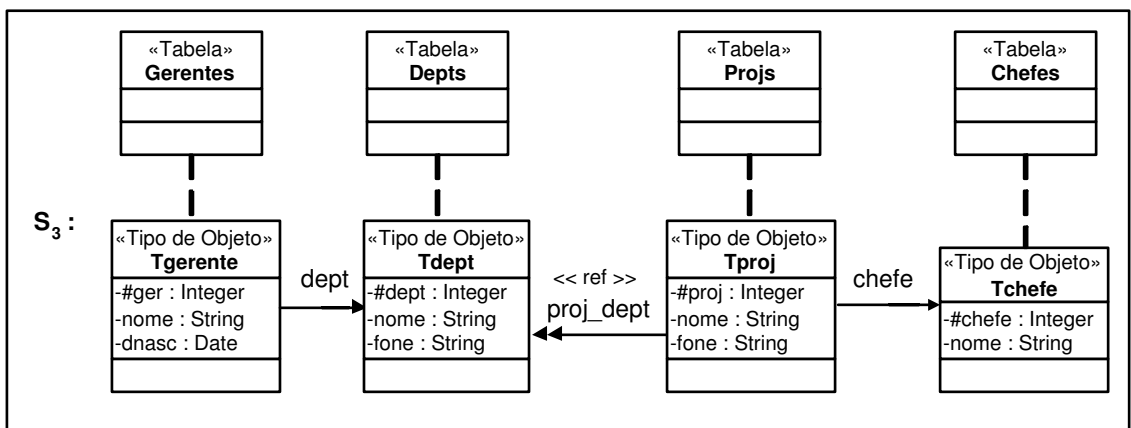 «Tabela»
Gerentes
«Tabela»
Depts
«Tabela»
Projs
«Tabela»
Chefes
S3 :
«Tipo de Objeto»
Tgerente
-#ger : Integer
-nome : String
-dnasc : Date
dept
«Tipo de Objeto»
Tdept
-#dept : Integer
-nome : String
-fone : String
<< ref >>
proj_dept
«Tipo de Objeto»
Tproj
-#proj : Integer
-nome : String
-fone : String
chefe
«Tipo de Objeto»
Tchefe
-#chefe : Integer
-nome : String